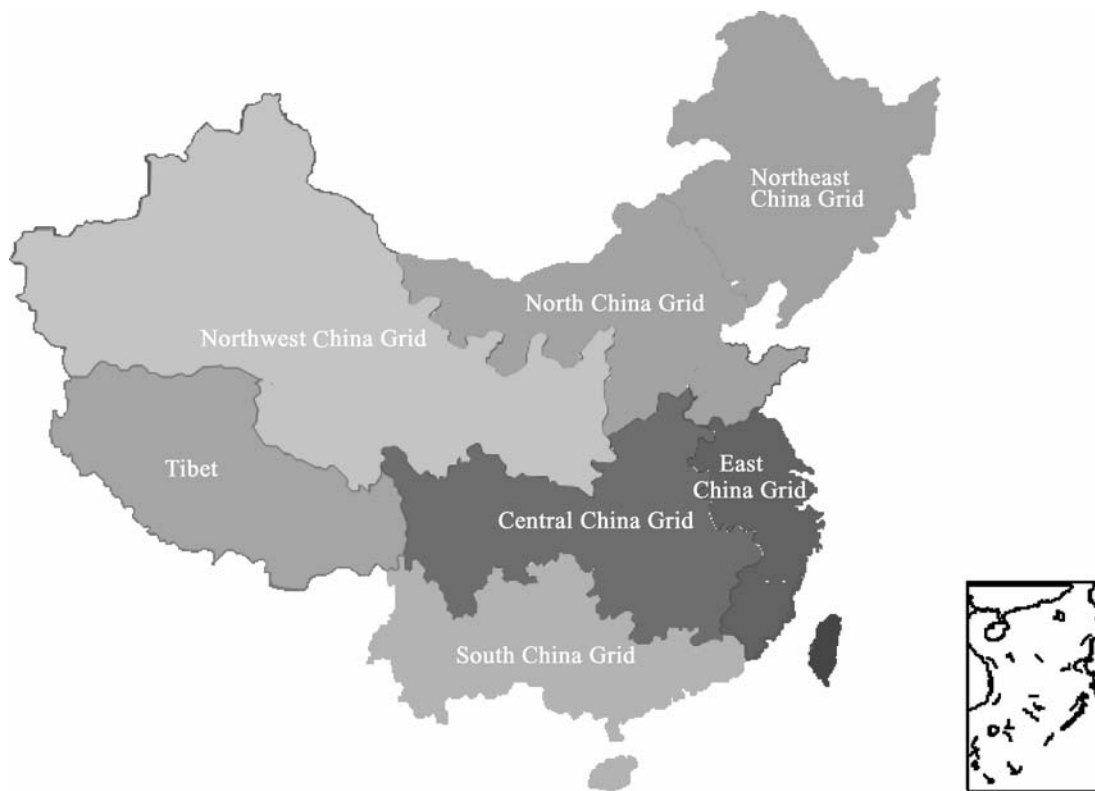 Northeast
China Grid
North China Grid
Northwest China Grid
Tibet
East
China Grid
Central China Grid
South China Grid